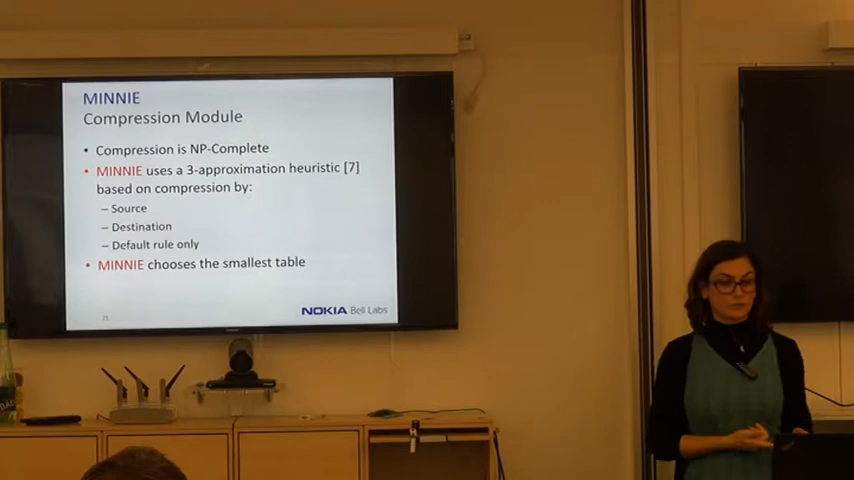 MINNIE
Compression Module
• Compression is NP-Complete
• MINNIE uses a 3-approximation heuristic [7]
based on compression by:
– Source
– Destination
– Default rule only
• MINNIE chooses the smallest table
NOKIA Bell Labs